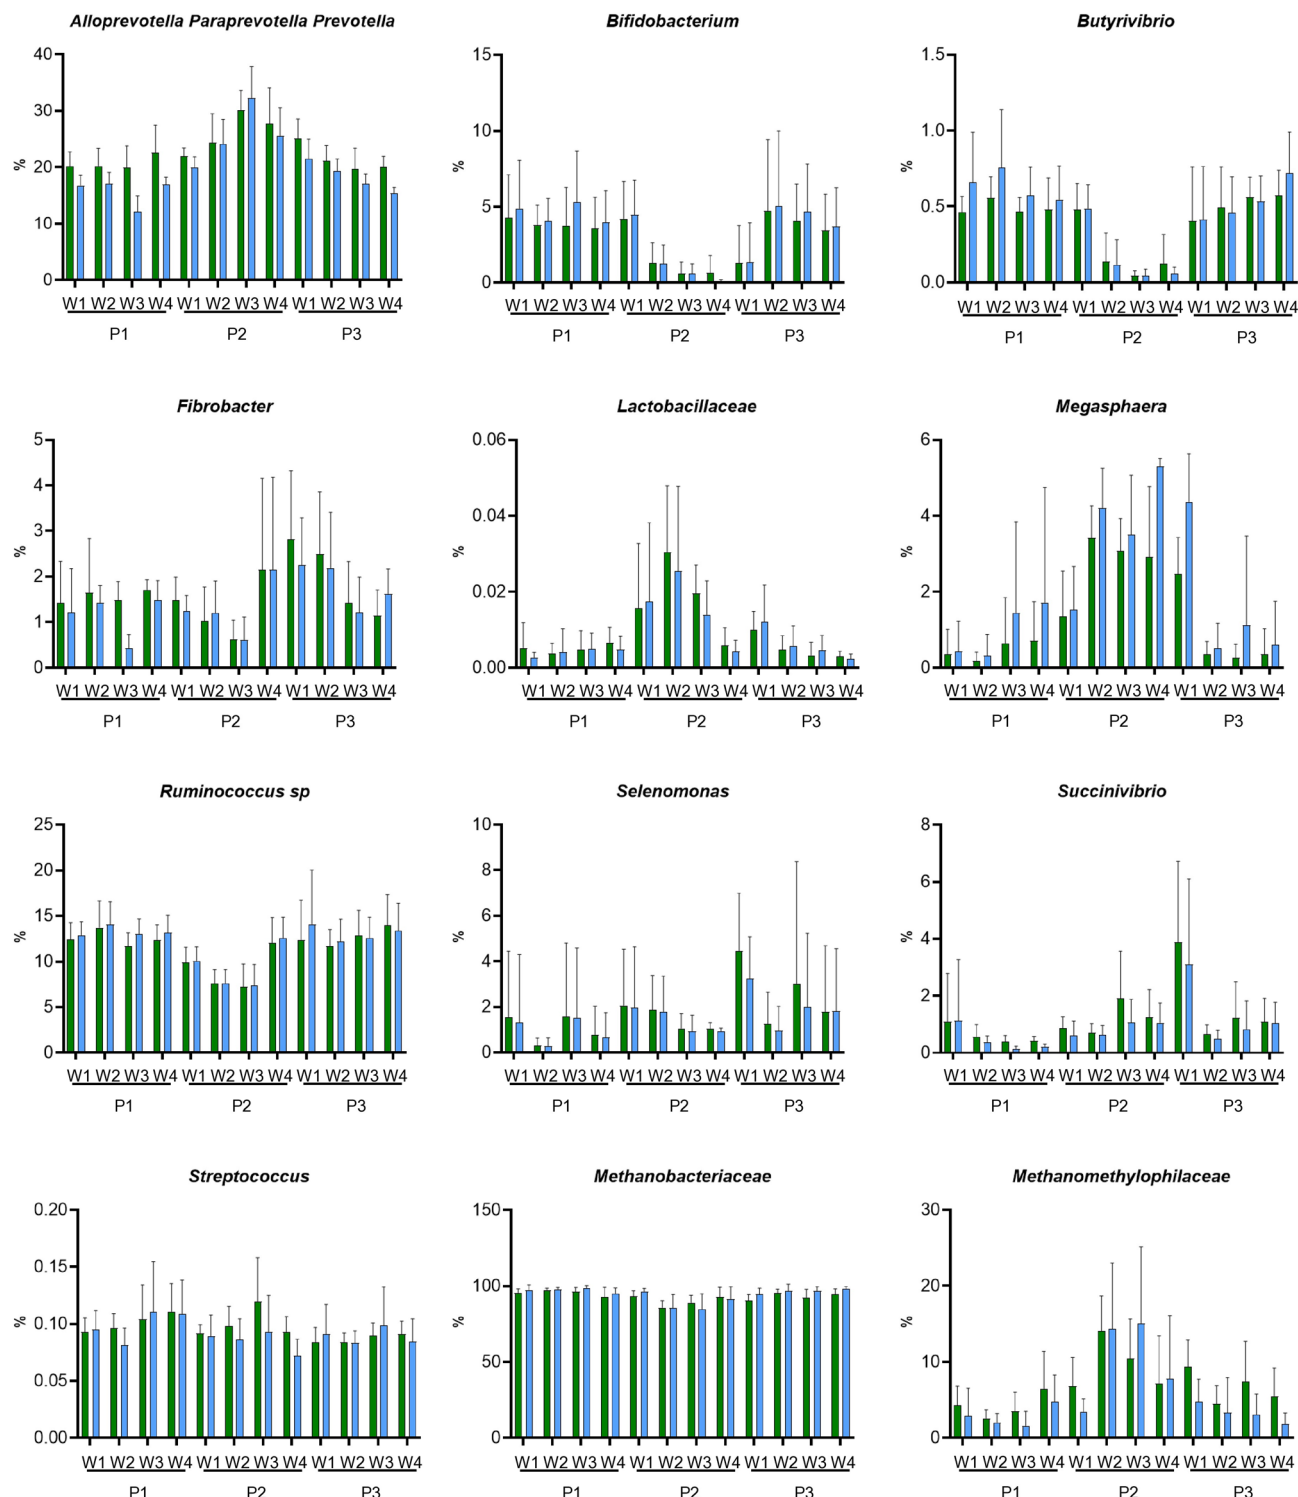 Alloprevotella Paraprevotella Prevotella
40
30
20
10
0
%
W1 W2 W3 W4 W1 W2 W3 W4 W1 W2 W3 W4
P1 P2 P3
Bifidobacterium
15
10
5
0
%
W1 W2 W3 W4 W1 W2 W3 W4 W1 W2 W3 W4
P1 P2 P3
Butyrivibrio
1.5
1.0
0.5
0.0
%
W1 W2 W3 W4 W1 W2 W3 W4 W1 W2 W3 W4
P1 P2 P3
Fibrobacter
5
4
3
2
1
0
%
W1 W2 W3 W4 W1 W2 W3 W4 W1 W2 W3 W4
P1 P2 P3
Lactobacillaceae
0.06
0.04
0.02
0.00
%
W1 W2 W3 W4 W1 W2 W3 W4 W1 W2 W3 W4
P1 P2 P3
Megasphaera
6
4
2
0
%
W1 W2 W3 W4 W1 W2 W3 W4 W1 W2 W3 W4
P1 P2 P3
Ruminococcus sp
25
20
15
10
5
0
%
W1 W2 W3 W4 W1 W2 W3 W4 W1 W2 W3 W4
P1 P2 P3
Selenomonas
10
8
6
4
2
0
%
W1 W2 W3 W4 W1 W2 W3 W4 W1 W2 W3 W4
P1 P2 P3
Succinivibrio
8
6
4
2
0
%
W1 W2 W3 W4 W1 W2 W3 W4 W1 W2 W3 W4
P1 P2 P3
Streptococcus
0.20
0.15
0.10
0.05
0.00
%
W1 W2 W3 W4 W1 W2 W3 W4 W1 W2 W3 W4
P1 P2 P3
Methanobacteriaceae
150
100
50
0
%
W1 W2 W3 W4 W1 W2 W3 W4 W1 W2 W3 W4
P1 P2 P3
Methanomethylophilaceae
30
20
10
0
%
W1 W2 W3 W4 W1 W2 W3 W4 W1 W2 W3 W4
P1 P2 P3